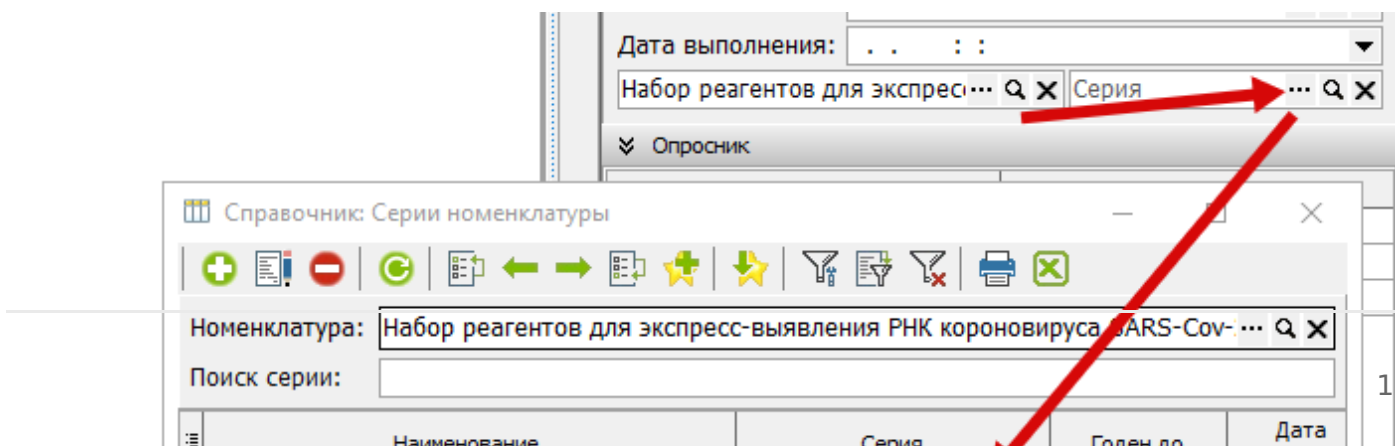 Дата выполнения: . . : :
Набор реагентов для экспресс ... Серия ...
Опросник
Справочник: Серии номенклатуры
Номенклатура: Набор реагентов для экспресс-выявления РНК короновируса SARS-Cov- ...
Поиск серии:
1
Наименование Серия Годен до Дата